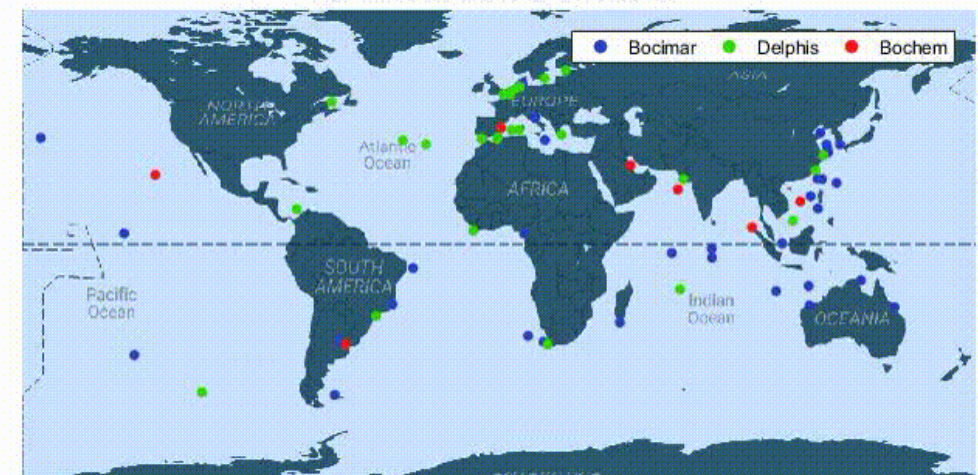 Bocimar Delphis Bochem
ASIA
NORTH
AMERICA
EUROPE
Atlantic
Ocean
AFRICA
SOUTH
AMERICA
Pacific
Ocean
Indian
Ocean
OCEANIA